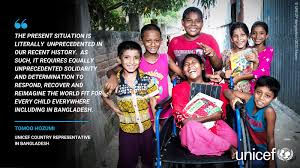 THE PRESENT SITUATION IS
LITERALLY UNPRECEDENTED IN
OUR RECENT HISTORY. AS
SUCH, IT REQUIRES EQUALLY
UNPRECEDENTED SOLIDARITY
AND DETERMINATION TO
RESPOND, RECOVER AND
REIMAGINE THE WORLD FIT FOR
EVERY CHILD EVERYWHERE
INCLUDING IN BANGLADESH.
TOMOO HOZUMI
UNICEF COUNTRY REPRESENTATIVE
IN BANGLADESH
unicef